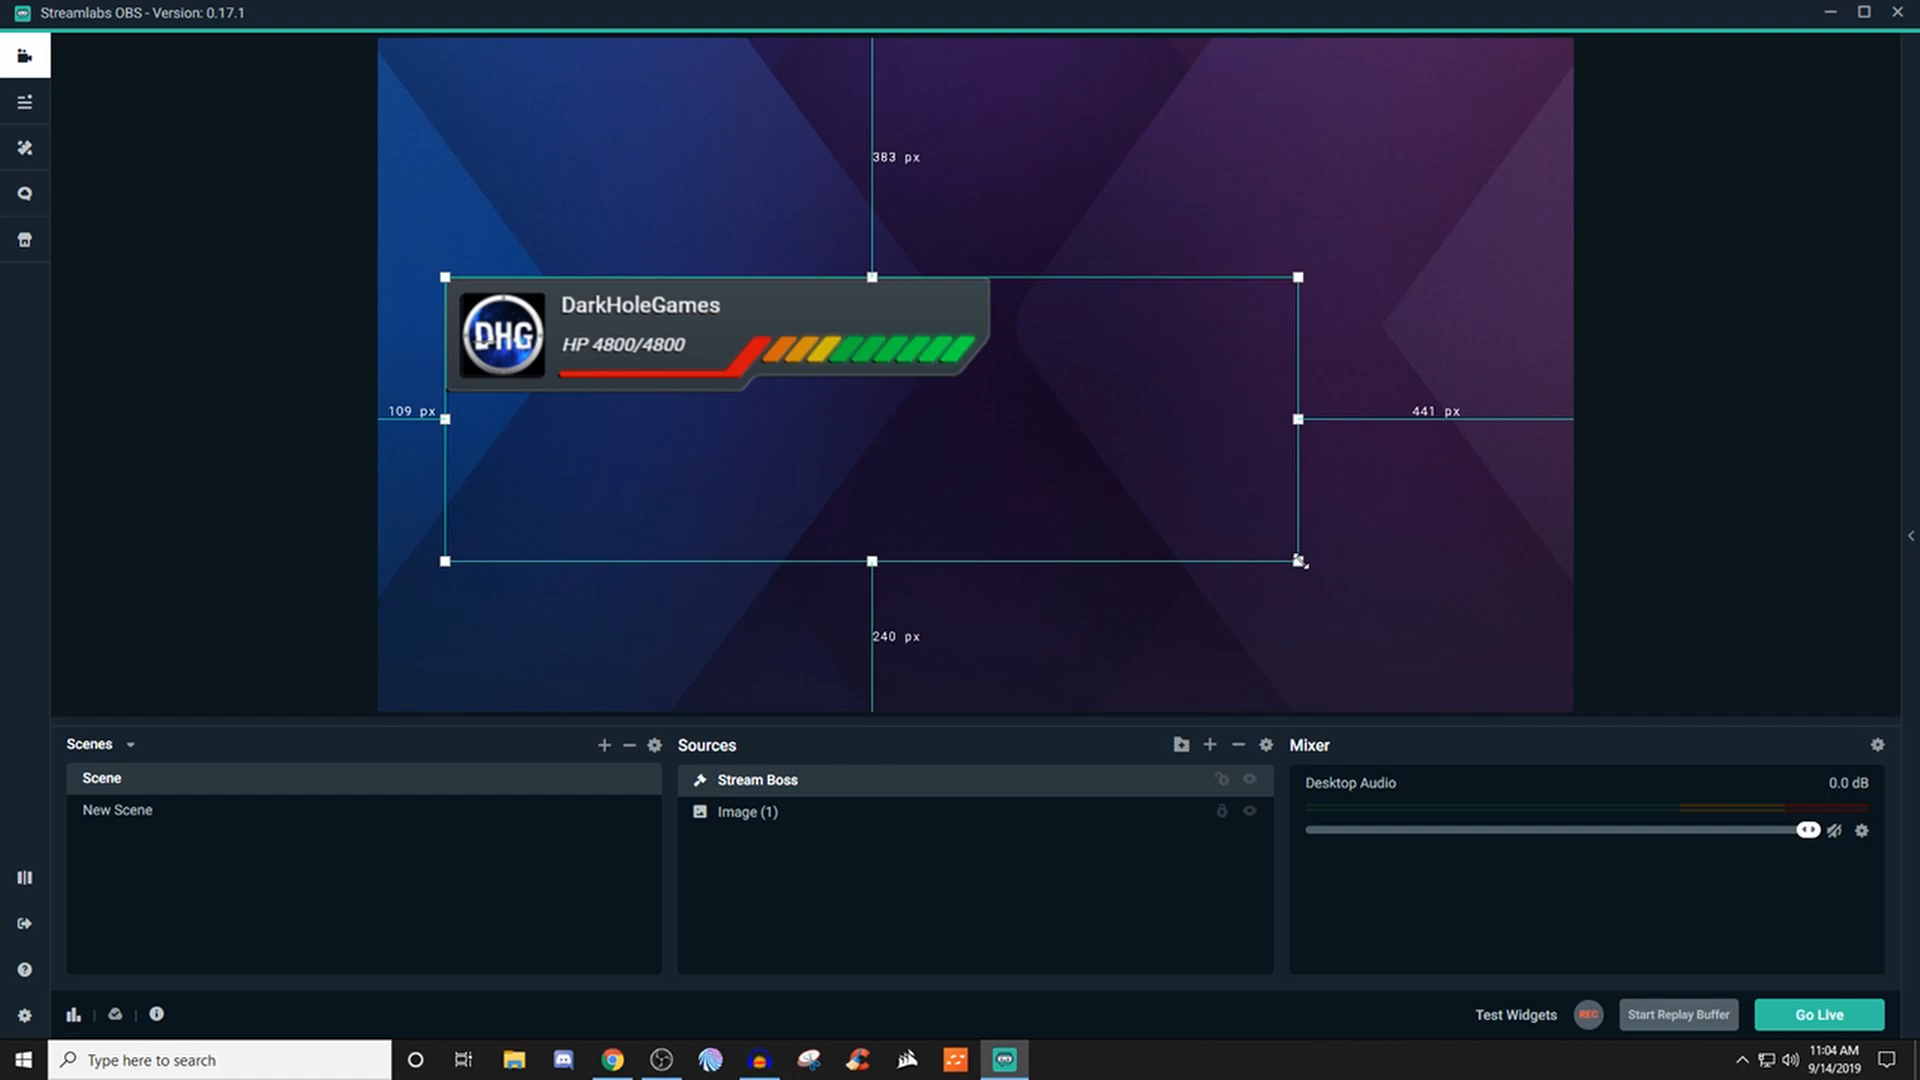 Streamlabs OBS - Version: 0.17.1
383 px
DHG
DarkHoleGames
HP 4800/4800
109 px
441 px
240 px
Scenes
Sources
Mixer
Scene
New Scene
Stream Boss
Image (1)
Desktop Audio
0.0 dB
Test Widgets
REC
Start Replay Buffer
Go Live
Type here to search
11:04 AM
9/14/2019